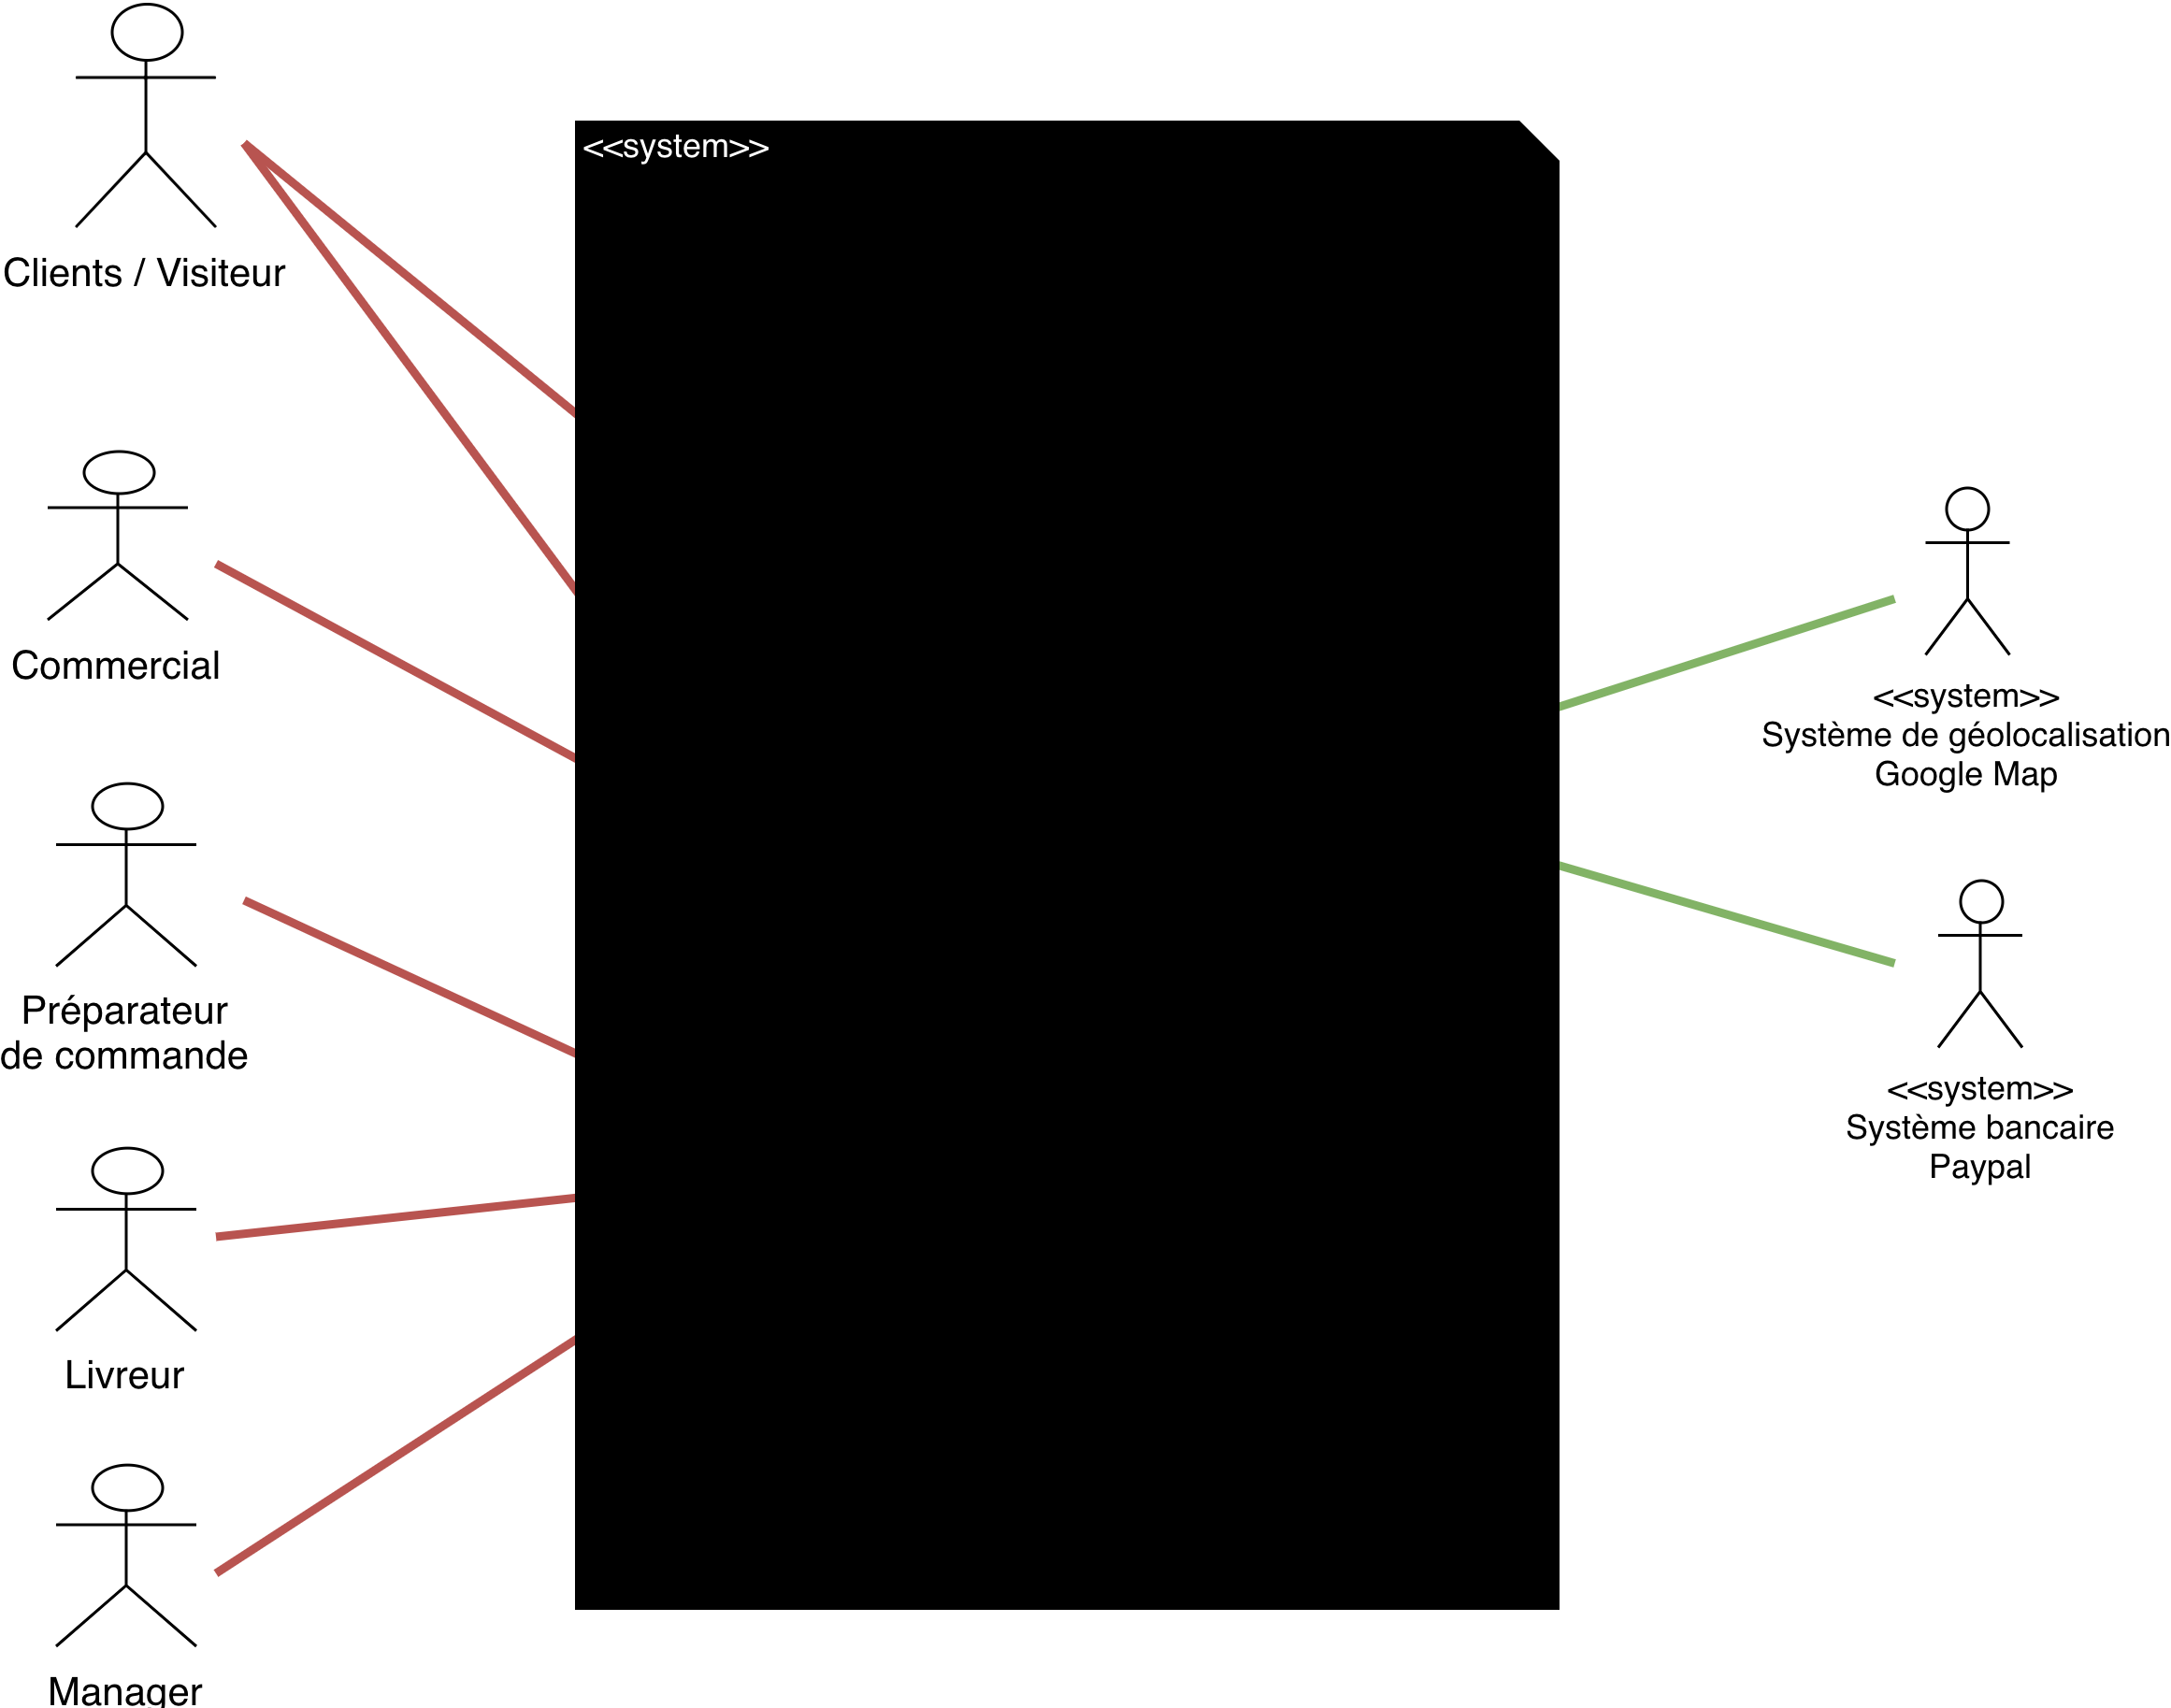 <<system>>
Clients / Visiteur
Commercial
Préparateur
de commande
Livreur
Manager
<<system>>
Système de géolocalisation
Google Map
<<system>>
Système bancaire
Paypal